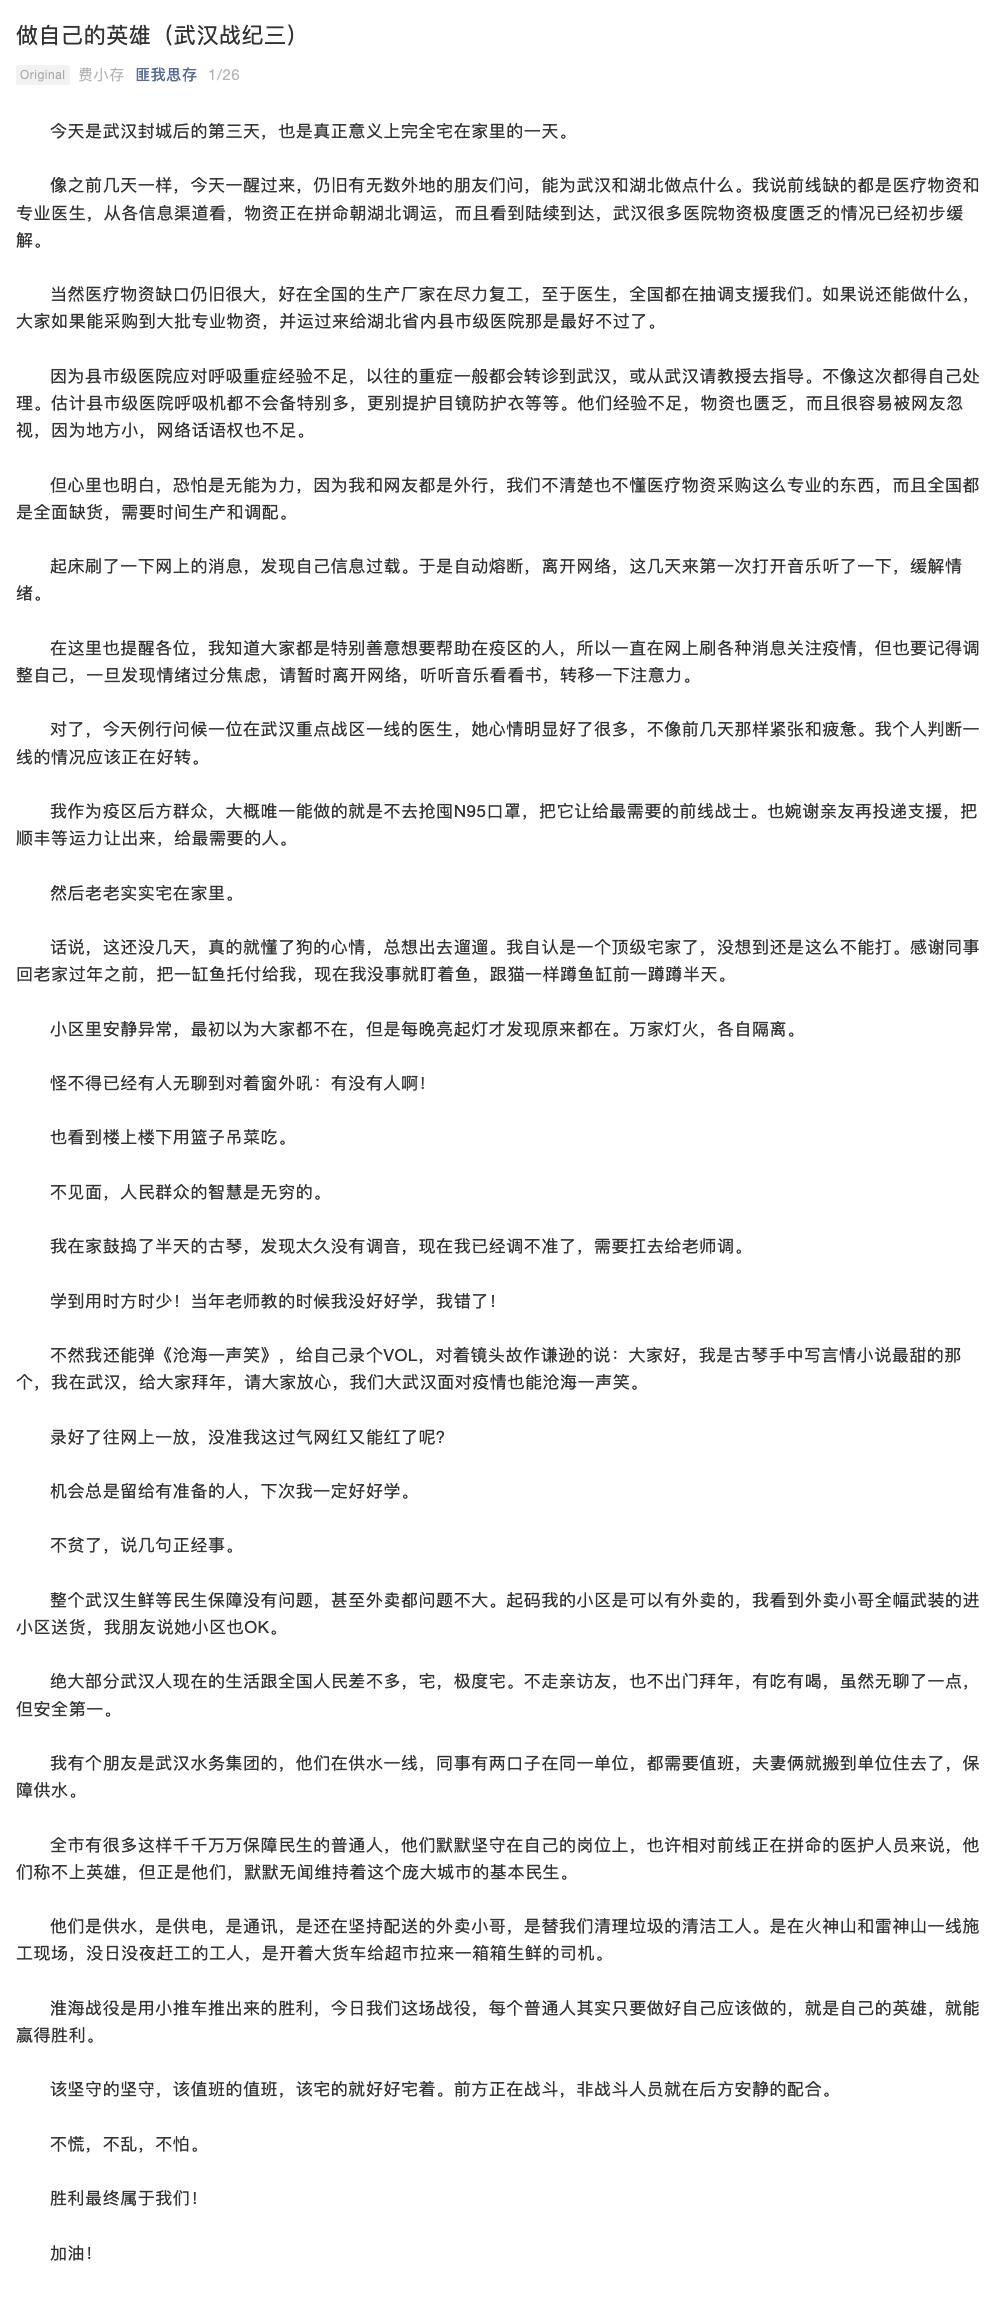 做自己的英雄（武汉战纪三）
Original 费小存 匪我思存 1/26
今天是武汉封城后的第三天，也是真正意义上完全宅在家里的一天。
像之前几天一样，今天一醒过来，仍旧有无数外地的朋友们问，能为武汉和湖北做点什么。我说前线缺的都是医疗物资和
专业医生，从各信息渠道看，物资正在拼命朝湖北调运，而且看到陆续到达，武汉很多医院物资极度匮乏的情况已经初步缓
解。
当然医疗物资缺口仍旧很大，好在全国的生产厂家在尽力复工，至于医生，全国都在抽调支援我们。如果说还能做什么，
大家如果能采购到大批专业物资，并运过来给湖北省内县市级医院那是最好不过了。
因为县市级医院应对呼吸重症经验不足，以往的重症一般都会转诊到武汉，或从武汉请教授去指导。不像这次都得自己处
理。估计县市级医院呼吸机都不会备特别多，更别提护目镜防护衣等等。他们经验不足，物资也匮乏，而且很容易被网友忽
视，因为地方小，网络话语权也不足。
但心里也明白，恐怕是无能为力，因为我和网友都是外行，我们不清楚也不懂医疗物资采购这么专业的东西，而且全国都
是全面缺货，需要时间生产和调配。
起床刷了一下网上的消息，发现自己信息过载。于是自动熔断，离开网络，这几天来第一次打开音乐听了一下，缓解情
绪。
在这里也提醒各位，我知道大家都是特别善意想要帮助在疫区的人，所以一直在网上刷各种消息关注疫情，但也要记得调
整自己，一旦发现情绪过分焦虑，请暂时离开网络，听听音乐看看书，转移一下注意力。
对了，今天例行问候一位在武汉重点战区一线的医生，她心情明显好了很多，不像前几天那样紧张和疲惫。我个人判断一
线的情况应该正在好转。
我作为疫区后方群众，大概唯一能做的就是不去抢囤N95口罩，把它让给最需要的前线战士。也婉谢亲友再投递支援，把
顺丰等运力让出来，给最需要的人。
然后老老实实宅在家里。
话说，这还没几天，真的就懂了狗的心情，总想出去遛遛。我自认是一个顶级宅家了，没想到还是这么不能打。感谢同事
回老家过年之前，把一缸鱼托付给我，现在我没事就盯着鱼，跟猫一样蹲鱼缸前一蹲蹲半天。
小区里安静异常，最初以为大家都不在，但是每晚亮起灯才发现原来都在。万家灯火，各自隔离。
怪不得已经有人无聊到对着窗外吼：有没有人啊！
也看到楼上楼下用篮子吊菜吃。
不见面，人民群众的智慧是无穷的。
我在家鼓捣了半天的古琴，发现太久没有调音，现在我已经调不准了，需要扛去给老师调。
学到用时方时少！当年老师教的时候我没好好学，我错了！
不然我还能弹《沧海一声笑》，给自己录个VOL，对着镜头故作谦逊的说：大家好，我是古琴手中写言情小说最甜的那
个，我在武汉，给大家拜年，请大家放心，我们大武汉面对疫情也能沧海一声笑。
录好了往网上一放，没准我这过气网红又能红了呢？
机会总是留给有准备的人，下次我一定好好学。
不贫了，说几句正经事。
整个武汉生鲜等民生保障没有问题，甚至外卖都问题不大。起码我的小区是可以有外卖的，我看到外卖小哥全幅武装的进
小区送货，我朋友说她小区也OK。
绝大部分武汉人现在的生活跟全国人民差不多，宅，极度宅。不走亲访友，也不出门拜年，有吃有喝，虽然无聊了一点，
但安全第一。
我有个朋友是武汉水务集团的，他们在供水一线，同事有两口子在同一单位，都需要值班，夫妻俩就搬到单位住去了，保
障供水。
全市有很多这样千千万万保障民生的普通人，他们默默坚守在自己的岗位上，也许相对前线正在拼命的医护人员来说，他
们称不上英雄，但正是他们，默默无闻维持着这个庞大城市的基本民生。
他们是供水，是供电，是通讯，是还在坚持配送的外卖小哥，是替我们清理垃圾的清洁工人。是在火神山和雷神山一线施
工现场，没日没夜赶工的工人，是开着大货车给超市拉来一箱箱生鲜的司机。
淮海战役是用小推车推出来的胜利，今日我们这场战役，每个普通人其实只要做好自己应该做的，就是自己的英雄，就能
赢得胜利。
该坚守的坚守，该值班的值班，该宅的就好好宅着。前方正在战斗，非战斗人员就在后方安静的配合。
不慌，不乱，不怕。
胜利最终属于我们！
加油！